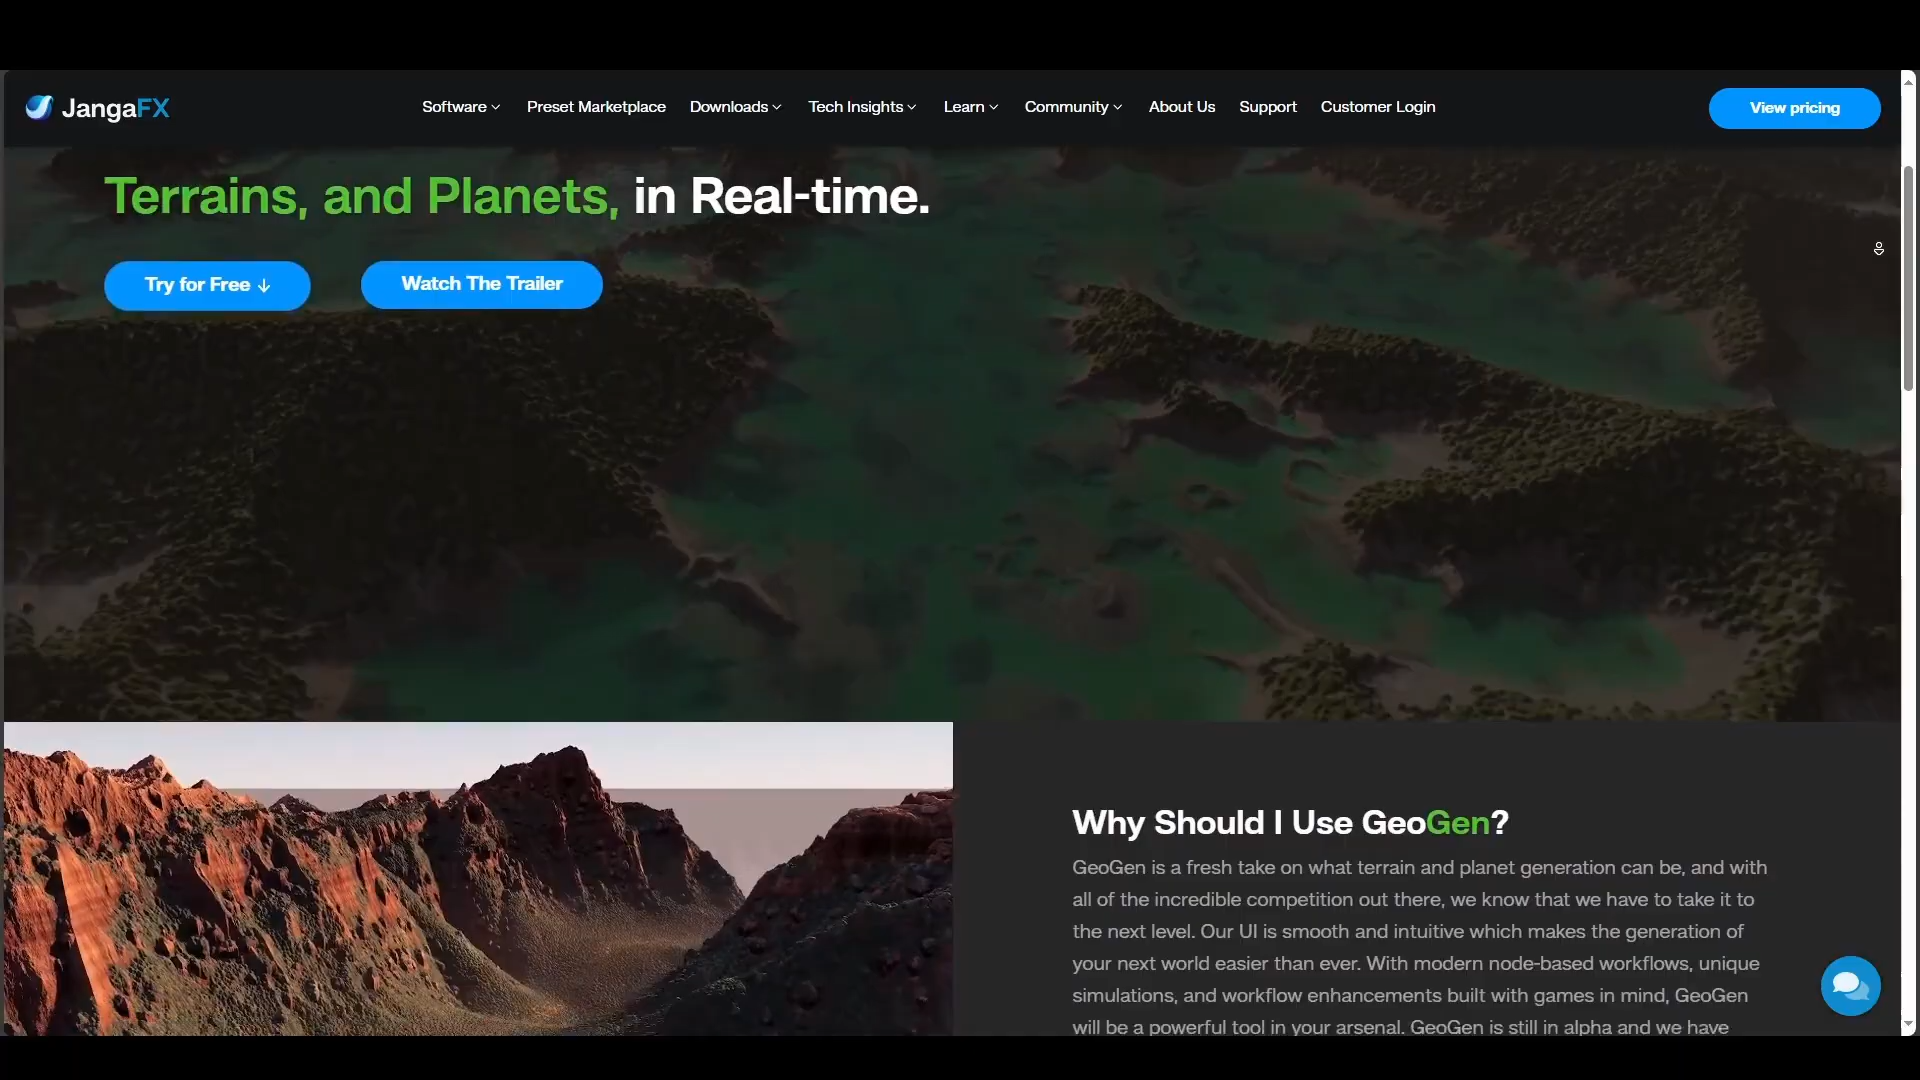 JangaFX
Software
Preset Marketplace
Downloads
Tech Insights
Learn
Community
About Us
Support
Customer Login
View pricing
Terrains, and Planets, in Real-time.
Try for Free ↓
Watch The Trailer
Why Should I Use GeoGen?
GeoGen is a fresh take on what terrain and planet generation can be, and with
all of the incredible competition out there, we know that we have to take it to
the next level. Our UI is smooth and intuitive which makes the generation of
your next world easier than ever. With modern node-based workflows, unique
simulations, and workflow enhancements built with games in mind, GeoGen
will be a powerful tool in your arsenal. GeoGen is still in alpha and we have